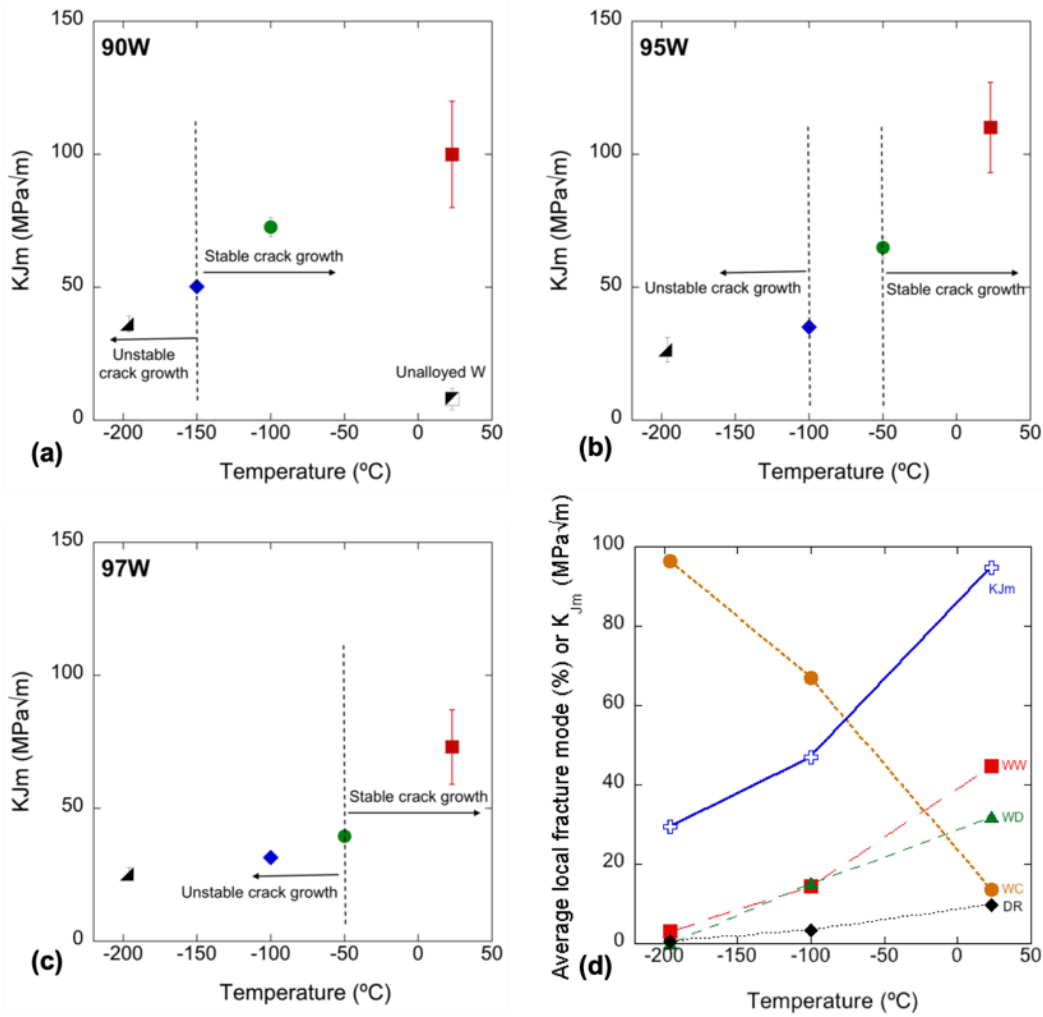 90W
KJm (MPa√m)
150
100
50
0
Stable crack growth
Unstable
crack growth
Unalloyed W
-200 -150 -100 -50 0 50
Temperature (ºC)
(a)
95W
KJm (MPa√m)
150
100
50
0
Unstable crack growth
Stable crack growth
-200 -150 -100 -50 0 50
Temperature (ºC)
(b)
97W
KJm (MPa√m)
150
100
50
0
Stable crack growth
Unstable crack growth
-200 -150 -100 -50 0 50
Temperature (ºC)
(c)
Average local fracture mode (%) or KJm (MPa√m)
100
80
60
40
20
0
KJm
WW
WD
WC
DR
-200 -150 -100 -50 0 50
Temperature (ºC)
(d)